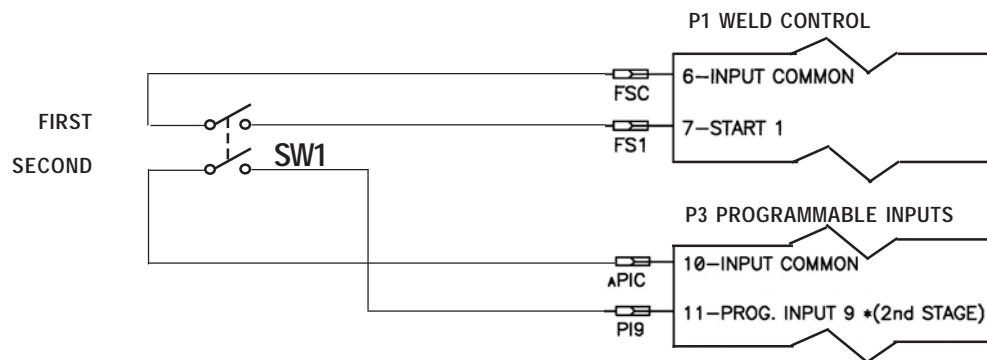 P1 WELD CONTROL
6-INPUT COMMON
FSC
FIRST
7-START 1
FS1
SECOND
SW1
P3 PROGRAMMABLE INPUTS
10-INPUT COMMON
APIC
11-PROG. INPUT 9 *(2nd STAGE)
PI9